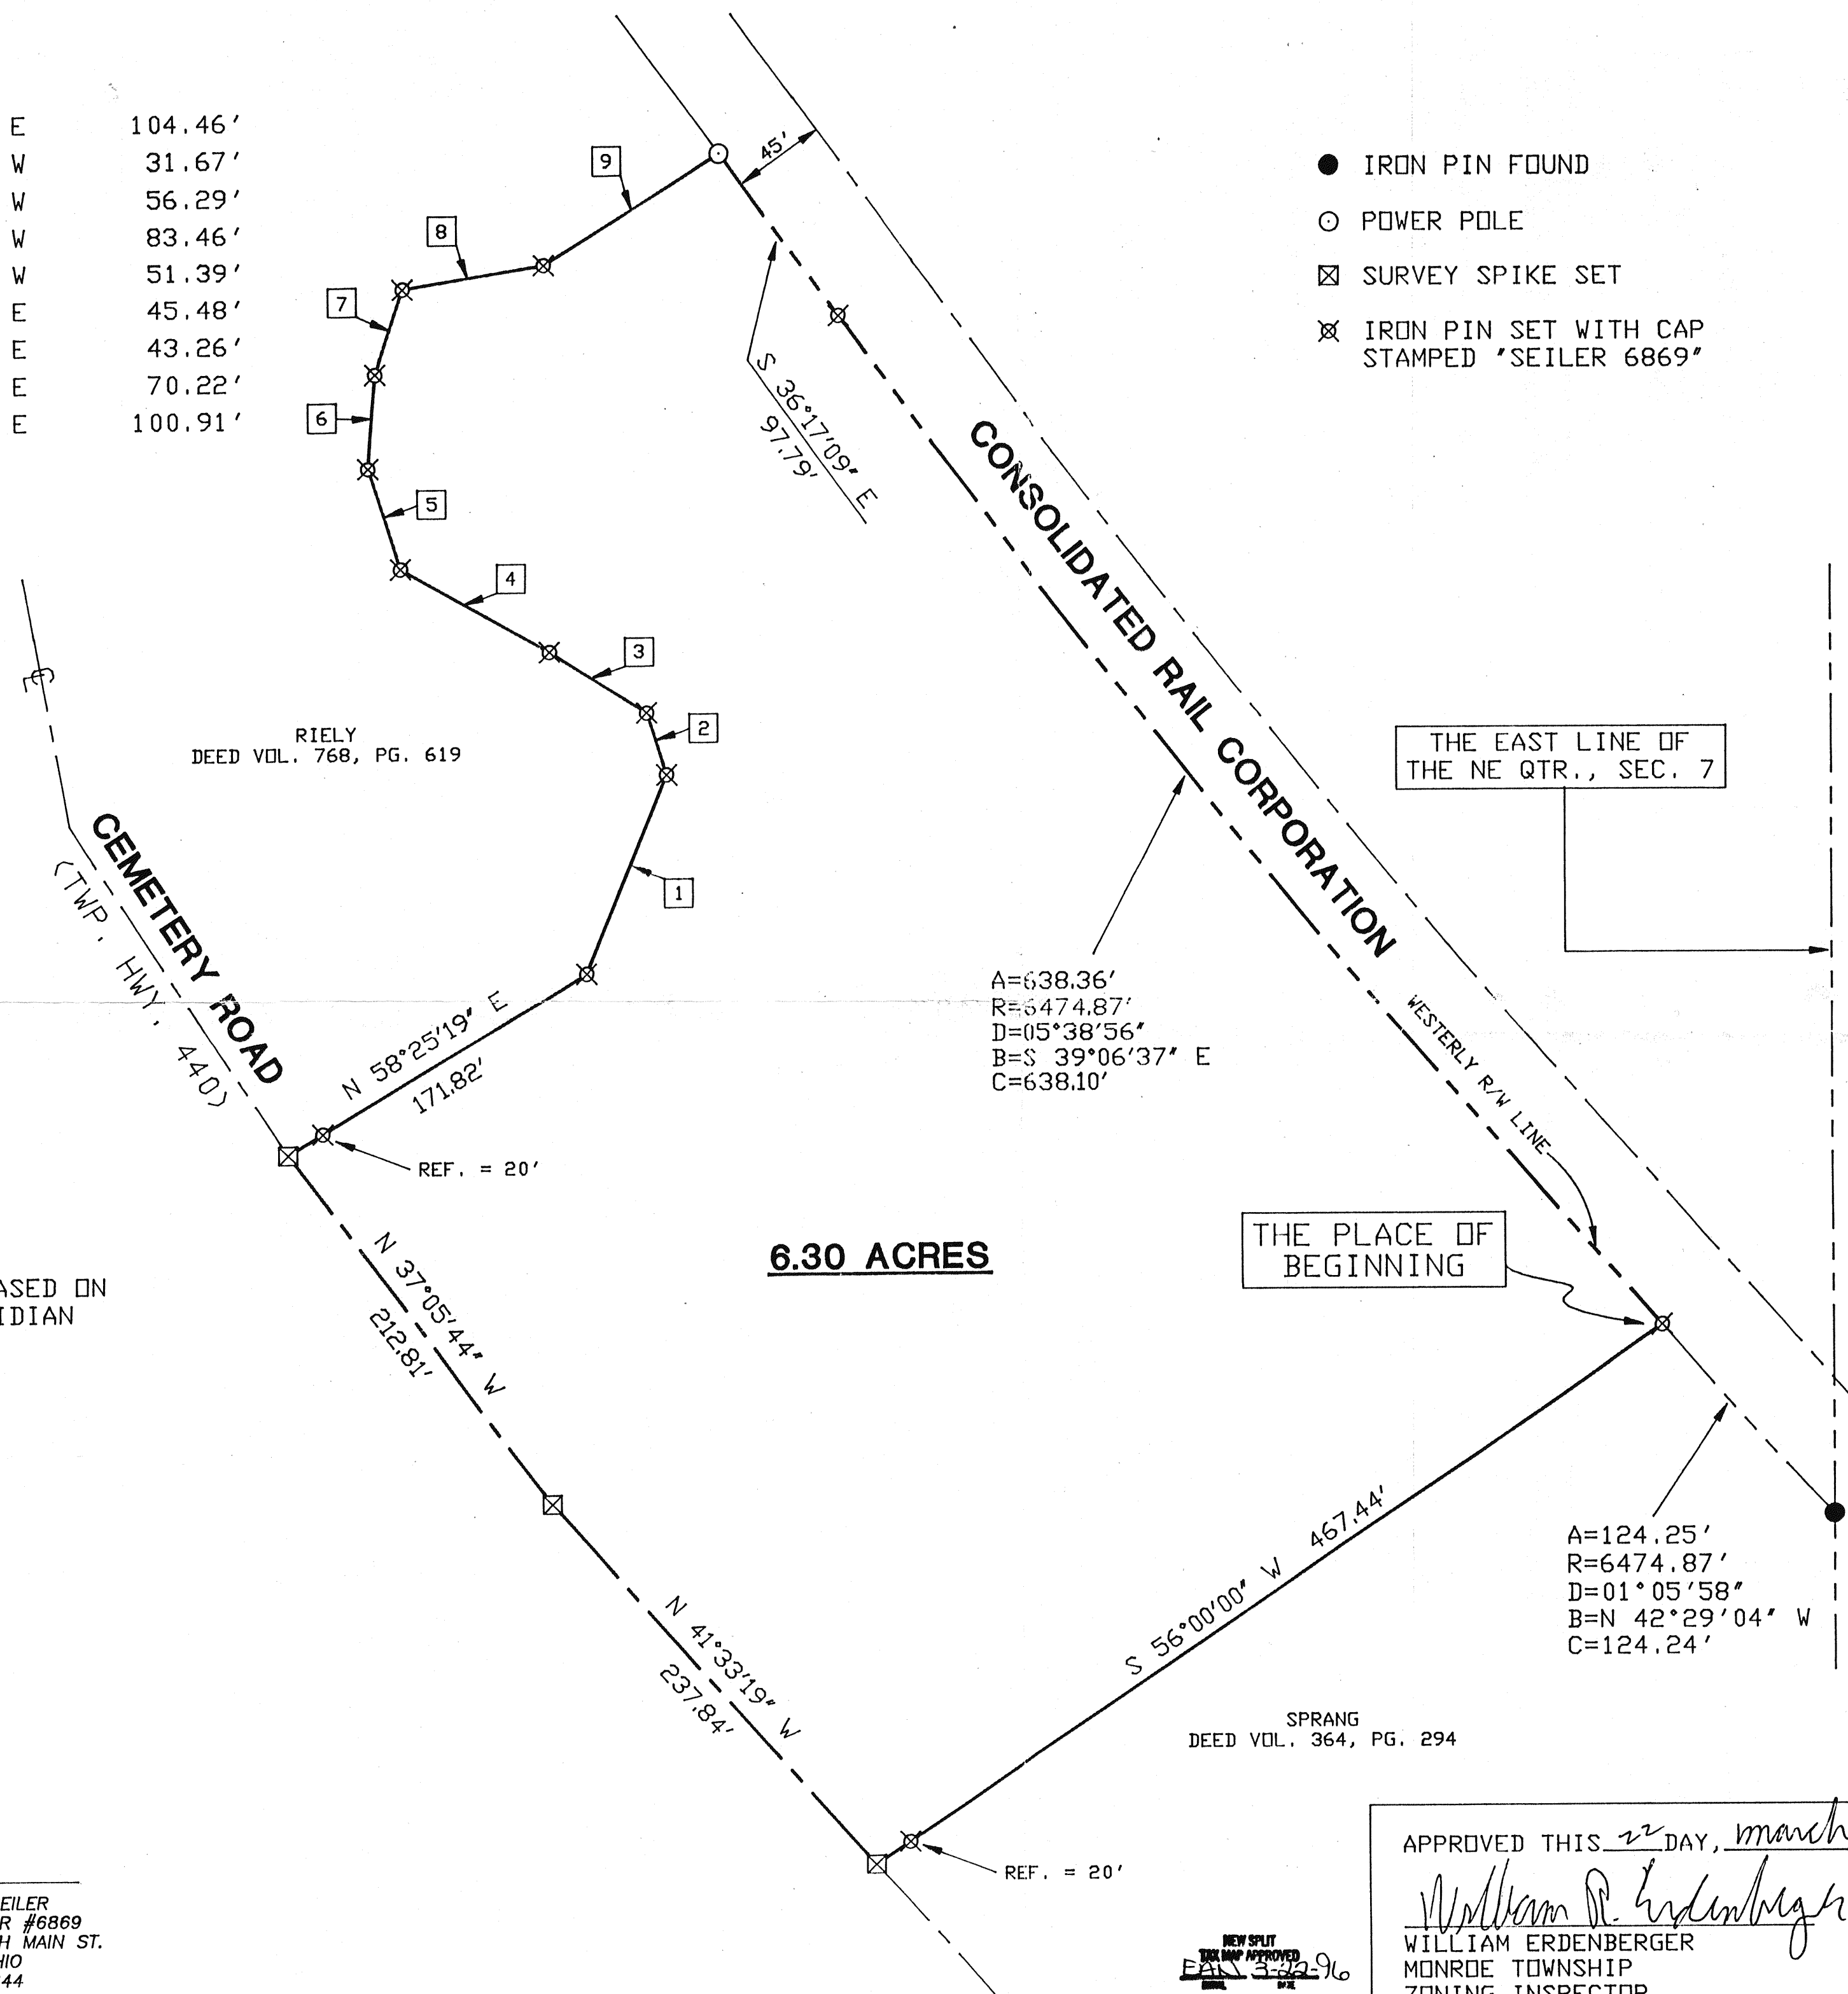 E 104.46'
W 31.67'
W 56.29'
W 83.46'
W 51.39'
E 45.48'
E 43.26'
E 70.22'
E 100.91'
45'
9
8
7
6
5
4
3
2
1
IRON PIN FOUND
POWER POLE
SURVEY SPIKE SET
IRON PIN SET WITH CAP
STAMPED "SEILER 6869"
S 36°17'09" E
97.79'
CONSOLIDATED RAIL CORPORATION
RIELY
DEED VOL. 768, PG. 619
THE EAST LINE OF
THE NE QTR., SEC. 7
CEMETERY ROAD
(TWP. HWY. 440)
A=638.36'
R=6474.87'
D=05°38'56"
B=S 39°06'37" E
C=638.10'
WESTERLY R/W LINE
N 58°25'19" E
171.82'
REF. = 20'
THE PLACE OF
BEGINNING
6.30 ACRES
ASED ON
IDIAN
N 37°05'44" W
212.81'
N 41°33'19" W
237.84'
S 56°00'00" W 467.44'
A=124.25'
R=6474.87'
D=01°05'58"
B=N 42°29'04" W
C=124.24'
SPRANG
DEED VOL. 364, PG. 294
REF. = 20'
EILER
R #6869
H MAIN ST.
HIO
44
NEW SPLIT
TAX MAP APPROVED
EAN 3-22-96
APPROVED THIS 22 DAY, march
William R. Erdenberger
WILLIAM ERDENBERGER
MONROE TOWNSHIP
ZONING INSPECTOR